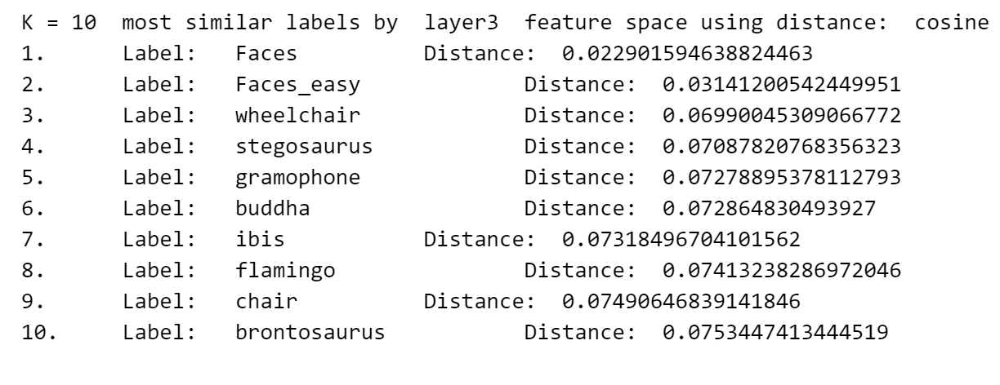 K = 10  most similar labels by  layer3  feature space using distance:  cosine
1.      Label:   Faces          Distance:  0.022901594638824463
2.      Label:   Faces_easy             Distance:  0.03141200542449951
3.      Label:   wheelchair             Distance:  0.06990045309066772
4.      Label:   stegosaurus            Distance:  0.07087820768356323
5.      Label:   gramophone             Distance:  0.07278895378112793
6.      Label:   buddha                 Distance:  0.072864830493927
7.      Label:   ibis           Distance:  0.07318496704101562
8.      Label:   flamingo               Distance:  0.07413238286972046
9.      Label:   chair          Distance:  0.07490646839141846
10.     Label:   brontosaurus           Distance:  0.0753447413444519